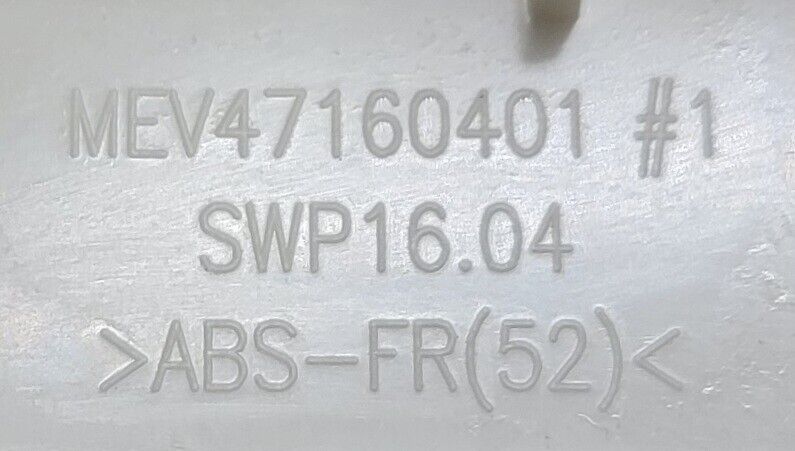 MEV47160401 #1
SWP16.04
>ABS-FR(52)<